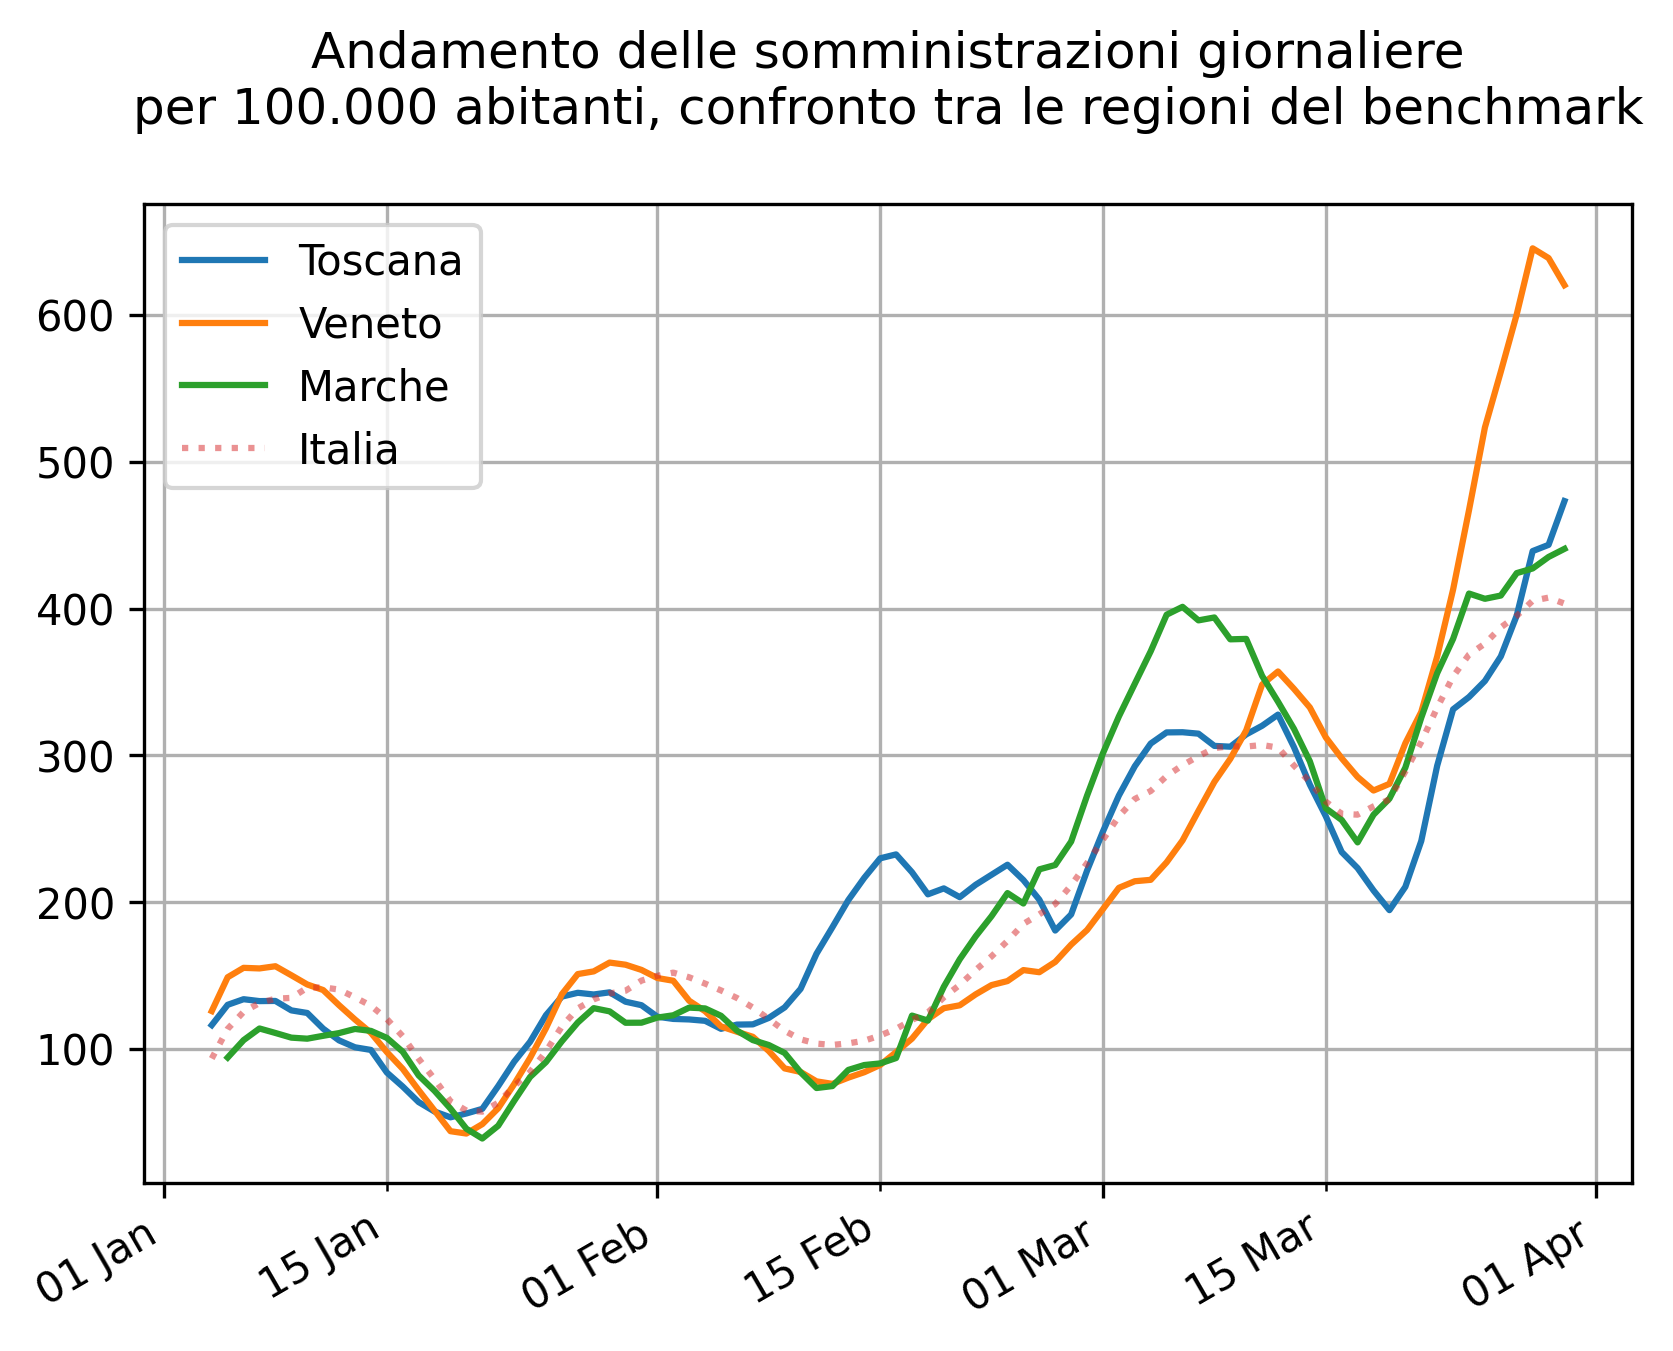 Andamento delle somministrazioni giornaliere
per 100.000 abitanti, confronto tra le regioni del benchmark
Toscana
Veneto
Marche
Italia
600
500
400
300
200
100
01 Jan
15 Jan
01 Feb
15 Feb
01 Mar
15 Mar
01 Apr